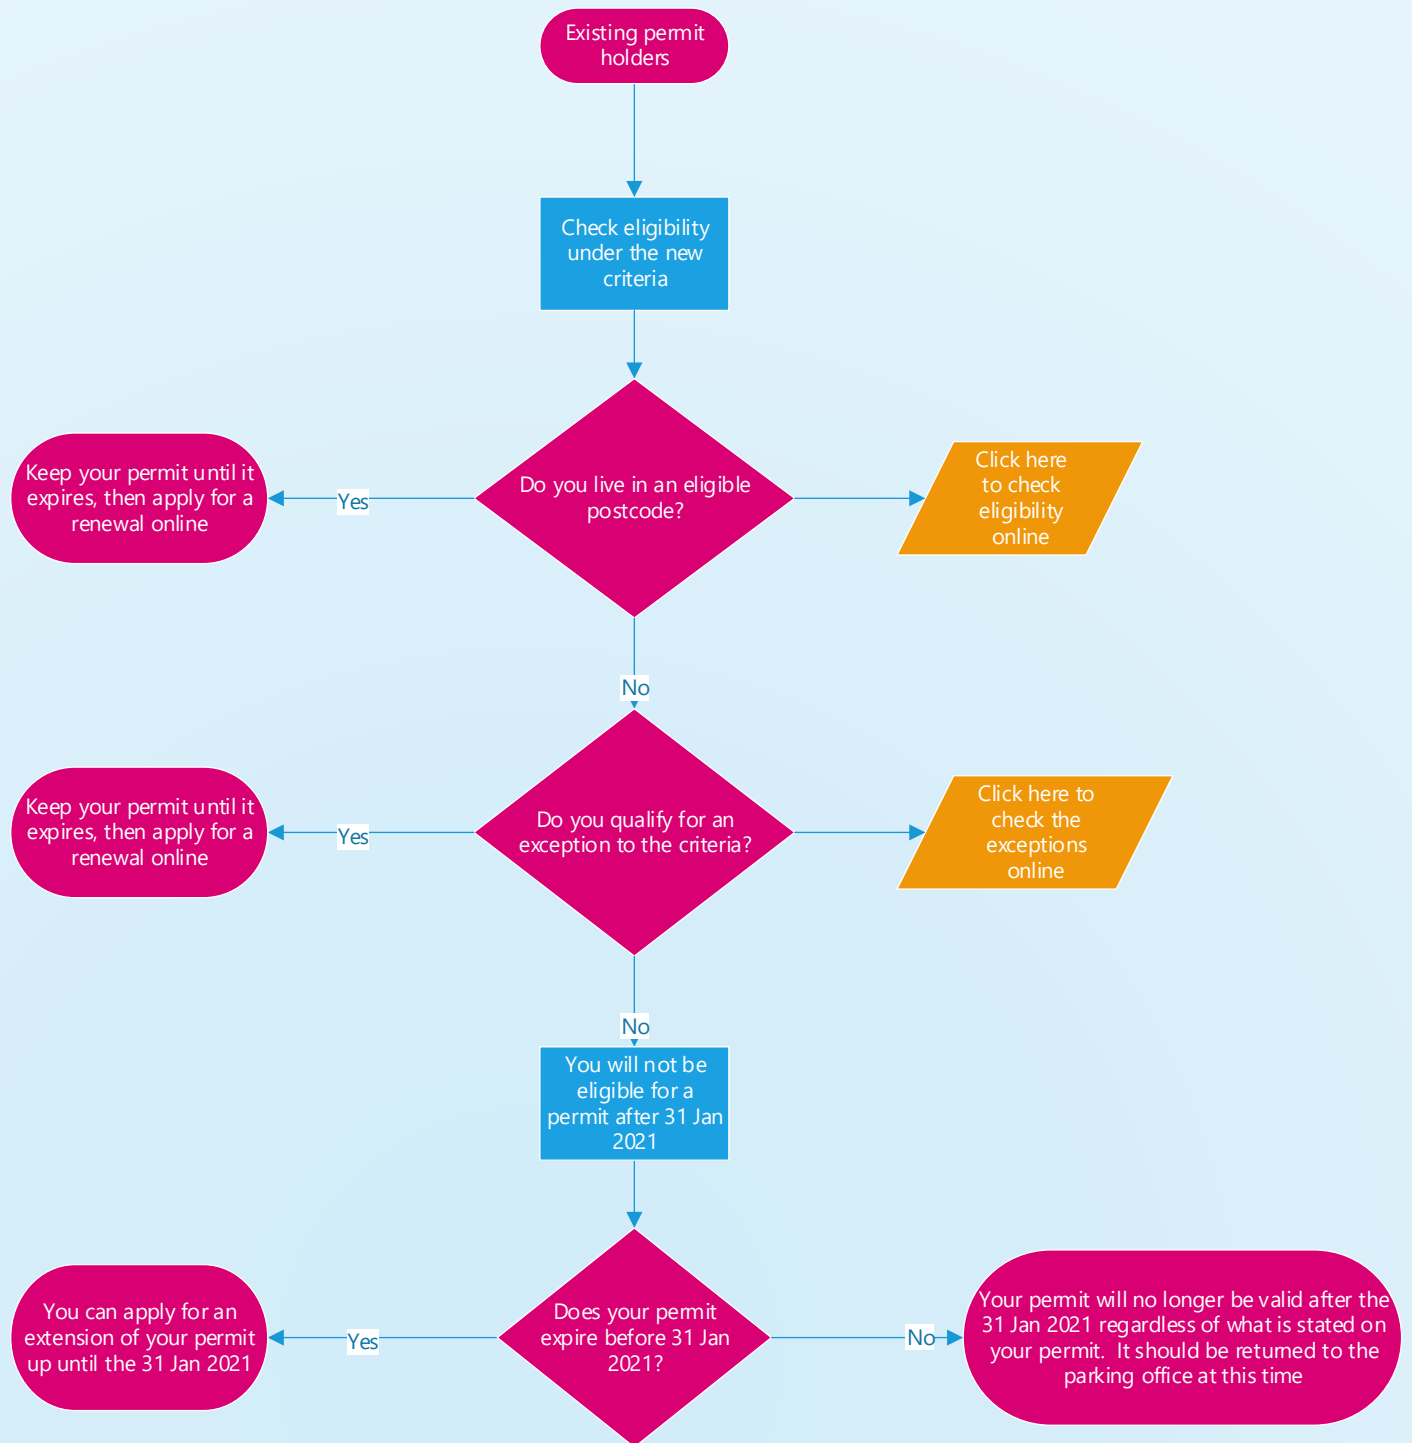 Existing permit
holders
Check eligibility
under the new
criteria
Keep your permit until it
expires, then apply for a
renewal online
Yes
Do you live in an eligible
postcode?
Click here
to check
eligibility
online
No
Keep your permit until it
expires, then apply for a
renewal online
Yes
Do you qualify for an
exception to the criteria?
Click here to
check the
exceptions
online
No
You will not be
eligible for a
permit after 31 Jan
2021
You can apply for an
extension of your permit
up until the 31 Jan 2021
Yes
Does your permit
expire before 31 Jan
2021?
No
Your permit will no longer be valid after the
31 Jan 2021 regardless of what is stated on
your permit.  It should be returned to the
parking office at this time